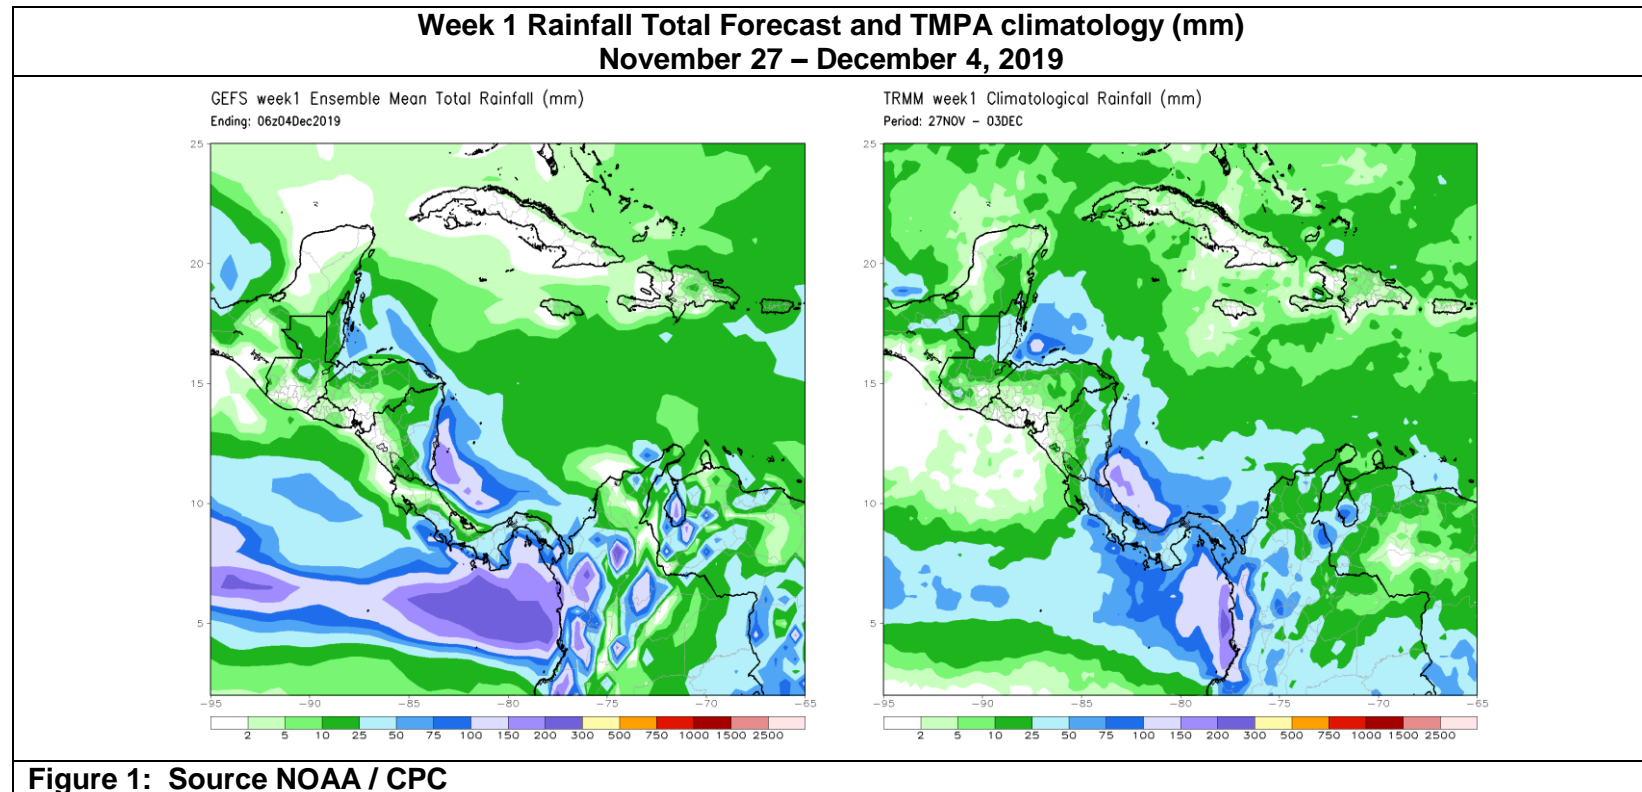 Week 1 Rainfall Total Forecast and TMPA climatology (mm)
November 27 – December 4, 2019
GEFS week1 Ensemble Mean Total Rainfall (mm)
Ending: 06z04Dec2019
25
20
15
10
5
−95 −90 −85 −80 −75 −70 −65
2 5 10 25 50 75 100 150 200 300 500 750 1000 1500 2500
TRMM week1 Climatological Rainfall (mm)
Period: 27NOV − 03DEC
25
20
15
10
5
−95 −90 −85 −80 −75 −70 −65
2 5 10 25 50 75 100 150 200 300 500 750 1000 1500 2500
Figure 1: Source NOAA / CPC